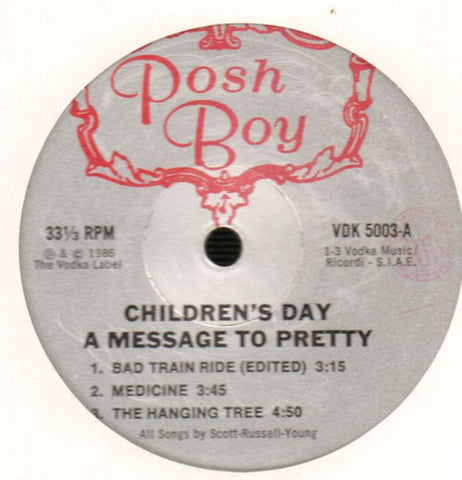 Posh
Boy
33⅓ RPM
VDK 5003-A
℗ & © 1986
The Vodka Label
1-3 Vodka Music/
Ricordi - S.I.A.E.
CHILDREN'S DAY
A MESSAGE TO PRETTY
1. BAD TRAIN RIDE (EDITED) 3:15
2. MEDICINE 3:45
3. THE HANGING TREE 4:50
All Songs by Scott-Russell-Young